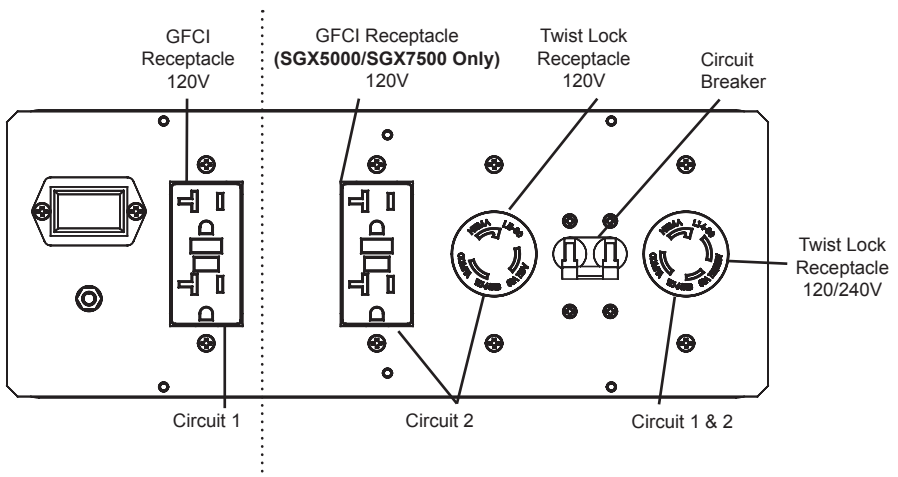 GFCI
Receptacle
120V
GFCI Receptacle
(SGX5000/SGX7500 Only)
120V
Twist Lock
Receptacle
120V
Circuit
Breaker
Twist Lock
Receptacle
120/240V
Circuit 1
Circuit 2
Circuit 1 & 2